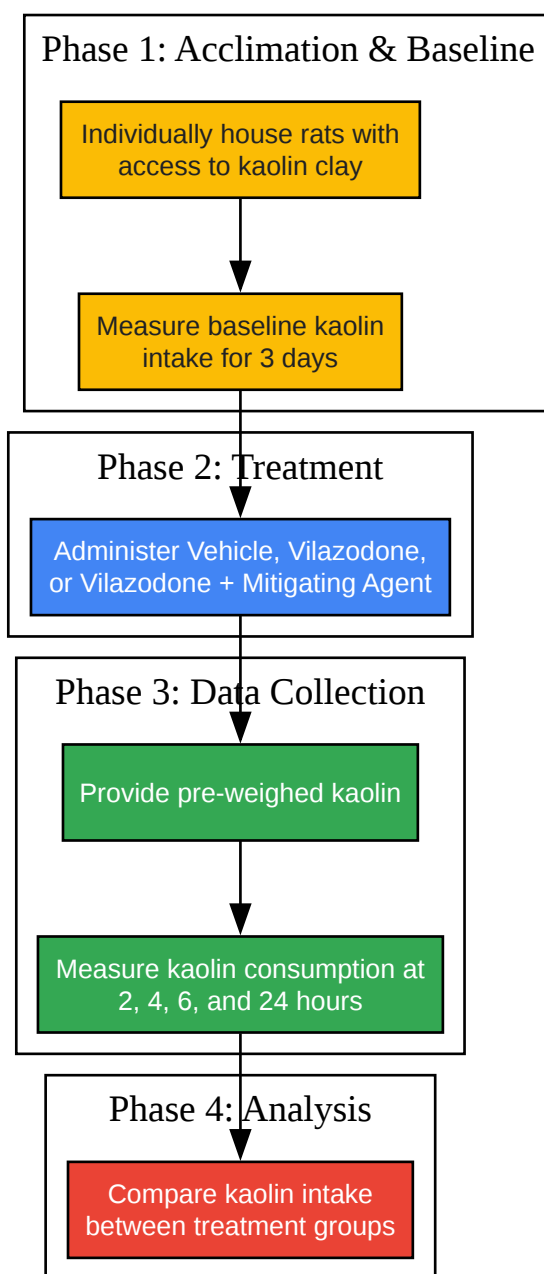 Phase 1: Acclimation & Baseline
Individually house rats with
access to kaolin clay
Measure baseline kaolin
intake for 3 days
Phase 2: Treatment
Administer Vehicle, Vilazodone,
or Vilazodone + Mitigating Agent
Phase 3: Data Collection
Provide pre-weighed kaolin
Measure kaolin consumption at
2, 4, 6, and 24 hours
Phase 4: Analysis
Compare kaolin intake
between treatment groups